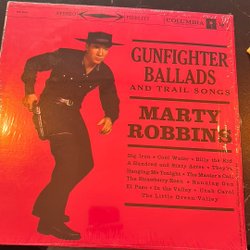 STEREO FIDELITY
COLUMBIA
GUNFIGHTER
BALLADS
AND TRAIL SONGS
MARTY
ROBBINS
Big Iron • Cool Water • Billy the Kid
A Hundred and Sixty Acres • They're
Hanging Me Tonight • The Master's Call
The Strawberry Roan • Running Gun
El Paso • In the Valley • Utah Carol
The Little Green Valley